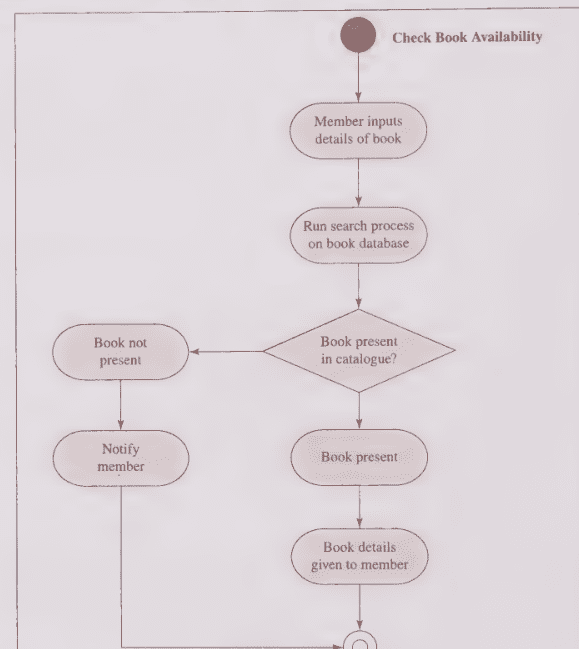 Check Book Availability
Member inputs
details of book
Run search process
on book database
Book present
in catalogue?
Book not
present
Notify
member
Book present
Book details
given to member